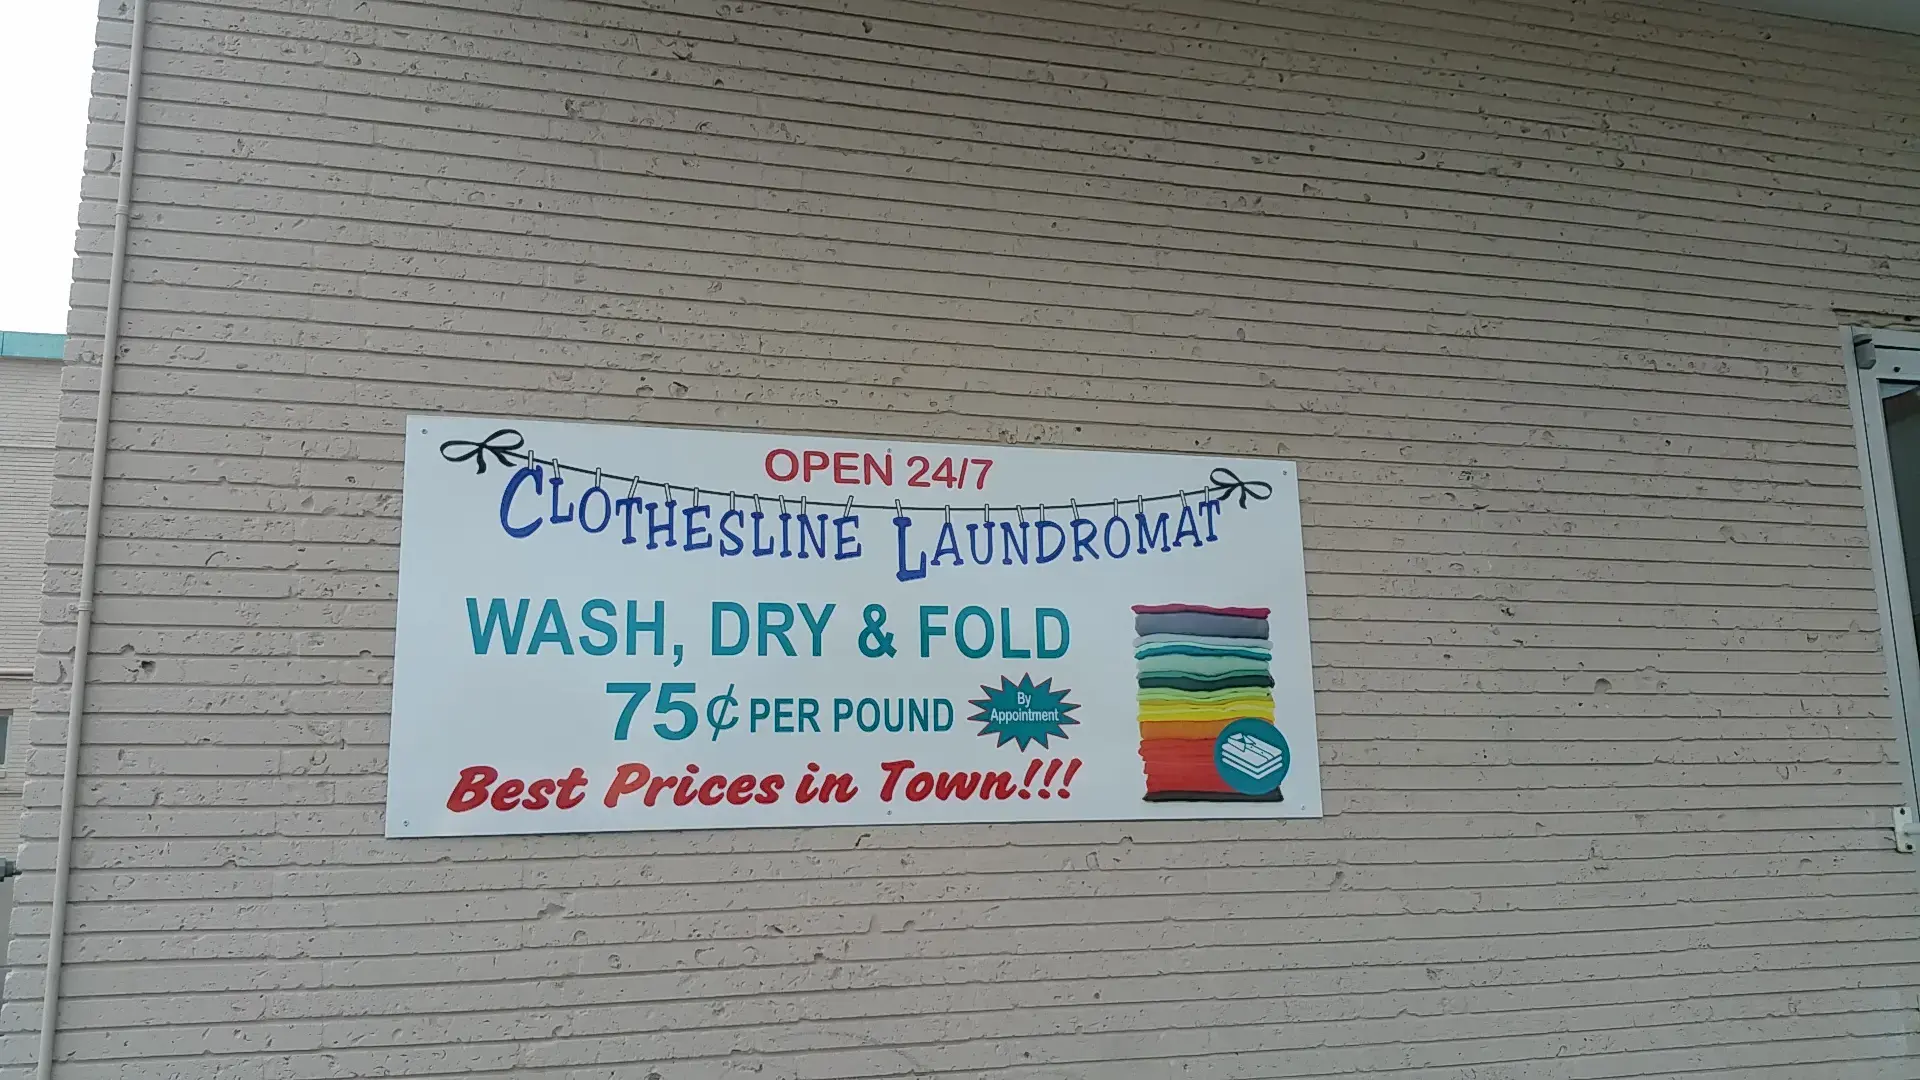 OPEN 24/7
CLOTHESLINE LAUNDROMAT
WASH, DRY & FOLD
75¢ PER POUND
By
Appointment
Best Prices in Town!!!